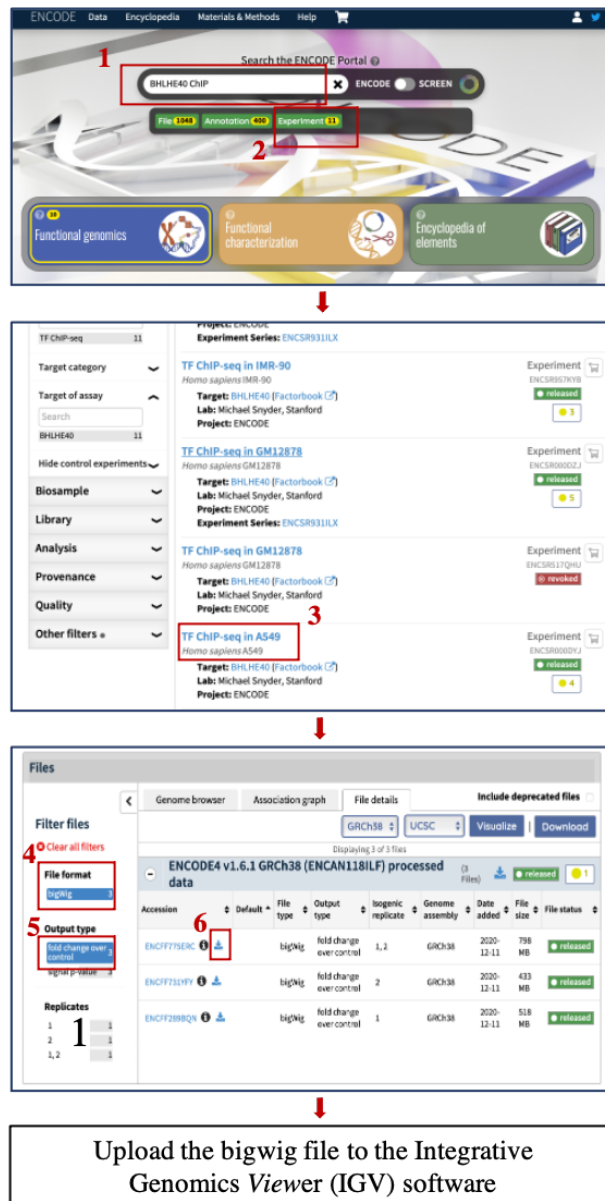 ENCODE Data Encyclopedia Materials & Methods Help
1
Search the ENCODE Portal
BHLHE40 ChIP
ENCODE SCREEN
File 1048 Annotation 400 Experiment 11
2
10
Functional genomics
Functional characterization
Encyclopedia of elements
Project: ENCODE
TF ChIP-seq 11
Experiment Series: ENCSR931ILX
Target category
TF ChIP-seq in IMR-90
Experiment
Homo sapiens IMR-90
ENCSR957KYB
Target of assay
Target: BHLHE40 (Factorbook)
released
Search
Lab: Michael Snyder, Stanford
3
Project: ENCODE
BHLHE40 11
Hide control experiments
TF ChIP-seq in GM12878
Experiment
Homo sapiens GM12878
ENCSR000DZJ
Biosample
Target: BHLHE40 (Factorbook)
released
Lab: Michael Snyder, Stanford
5
Library
Project: ENCODE
Experiment Series: ENCSR931ILX
Analysis
TF ChIP-seq in GM12878
Experiment
Provenance
Homo sapiens GM12878
ENCSR517QHU
Target: BHLHE40 (Factorbook)
revoked
Quality
Lab: Michael Snyder, Stanford
Project: ENCODE
3
Other filters
TF ChIP-seq in A549
Experiment
Homo sapiens A549
ENCSR000DYJ
Target: BHLHE40 (Factorbook)
released
Lab: Michael Snyder, Stanford
4
Project: ENCODE
Files
Genome browser Association graph File details Include deprecated files
Filter files
GRCh38 UCSC Visualize | Download
4
Clear all filters
Displaying 3 of 3 files
File format
ENCODE4 v1.6.1 GRCh38 (ENCAN118ILF) processed data (3 Files) released 1
bigWig 3
5
Output type
Accession Default File type Output type Isogenic replicate Genome assembly Date added File size File status
fold change over control 3
6
signal p-value 3
ENCFF775ERC bigWig fold change over control 1, 2 GRCh38 2020-12-11 798 MB released
ENCFF731YFY bigWig fold change over control 2 GRCh38 2020-12-11 433 MB released
Replicates
1 1
ENCFF289BQN bigWig fold change over control 1 GRCh38 2020-12-11 518 MB released
2 1
1
1, 2 1
Upload the bigwig file to the Integrative
Genomics Viewer (IGV) software